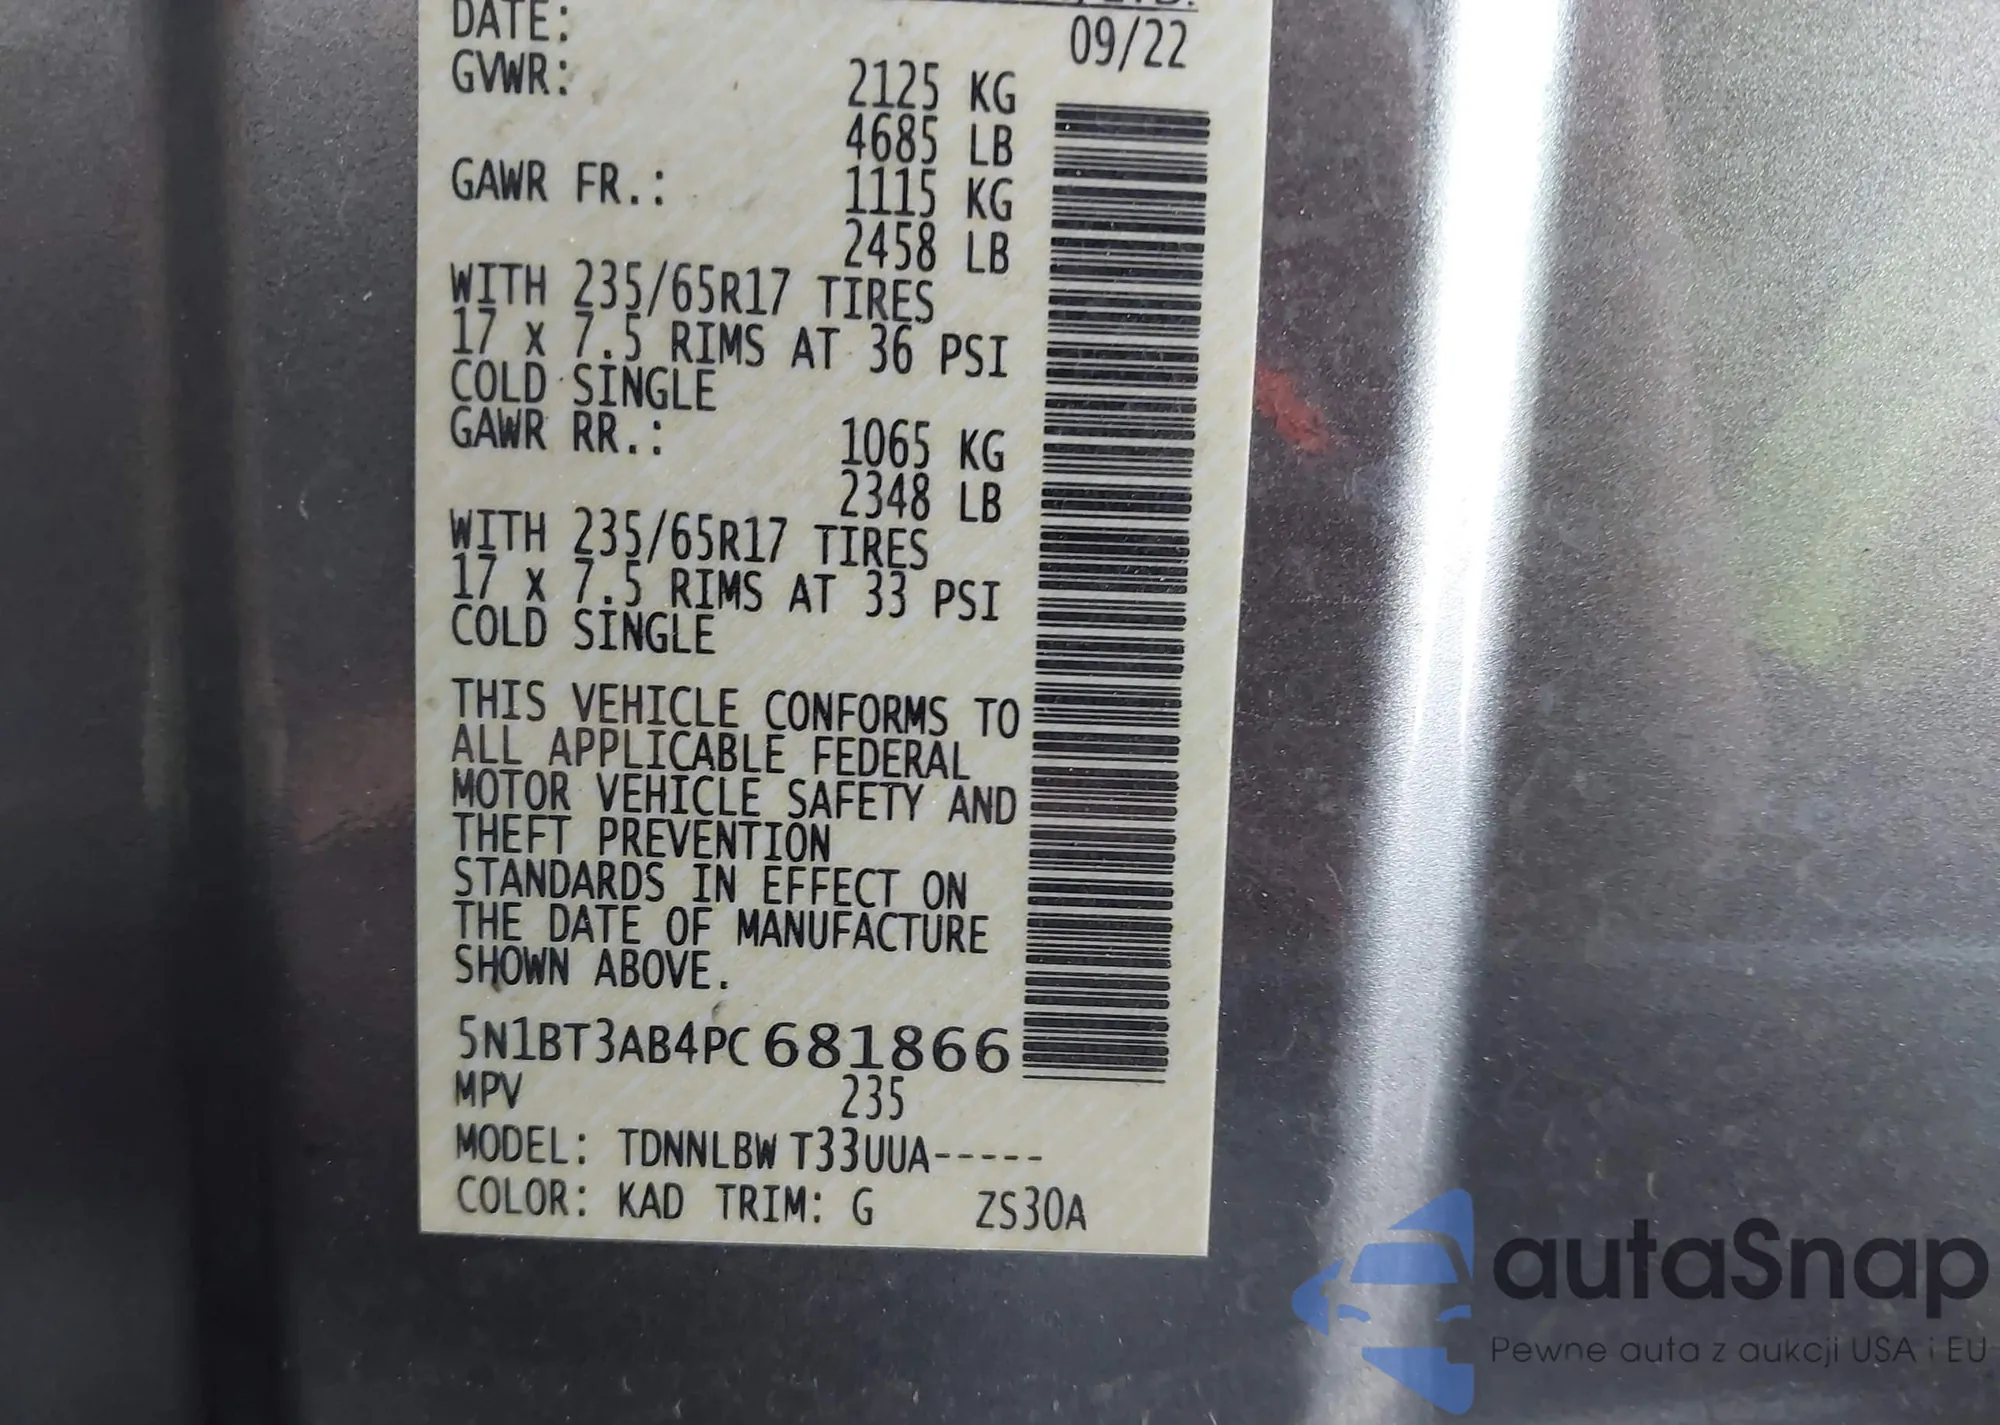 DATE:
09/22
GVWR:
2125 KG
4685 LB
GAWR FR.:
1115 KG
2458 LB
WITH 235/65R17 TIRES
17 x 7.5 RIMS AT 36 PSI
COLD SINGLE
GAWR RR.:
1065 KG
2348 LB
WITH 235/65R17 TIRES
17 x 7.5 RIMS AT 33 PSI
COLD SINGLE
THIS VEHICLE CONFORMS TO
ALL APPLICABLE FEDERAL
MOTOR VEHICLE SAFETY AND
THEFT PREVENTION
STANDARDS IN EFFECT ON
THE DATE OF MANUFACTURE
SHOWN ABOVE.
5N1BT3AB4PC681866
MPV 235
MODEL: TDNNLBW T33UUA-----
COLOR: KAD TRIM: G ZS30A
autaSnap
Pewne auta z aukcji USA i EU